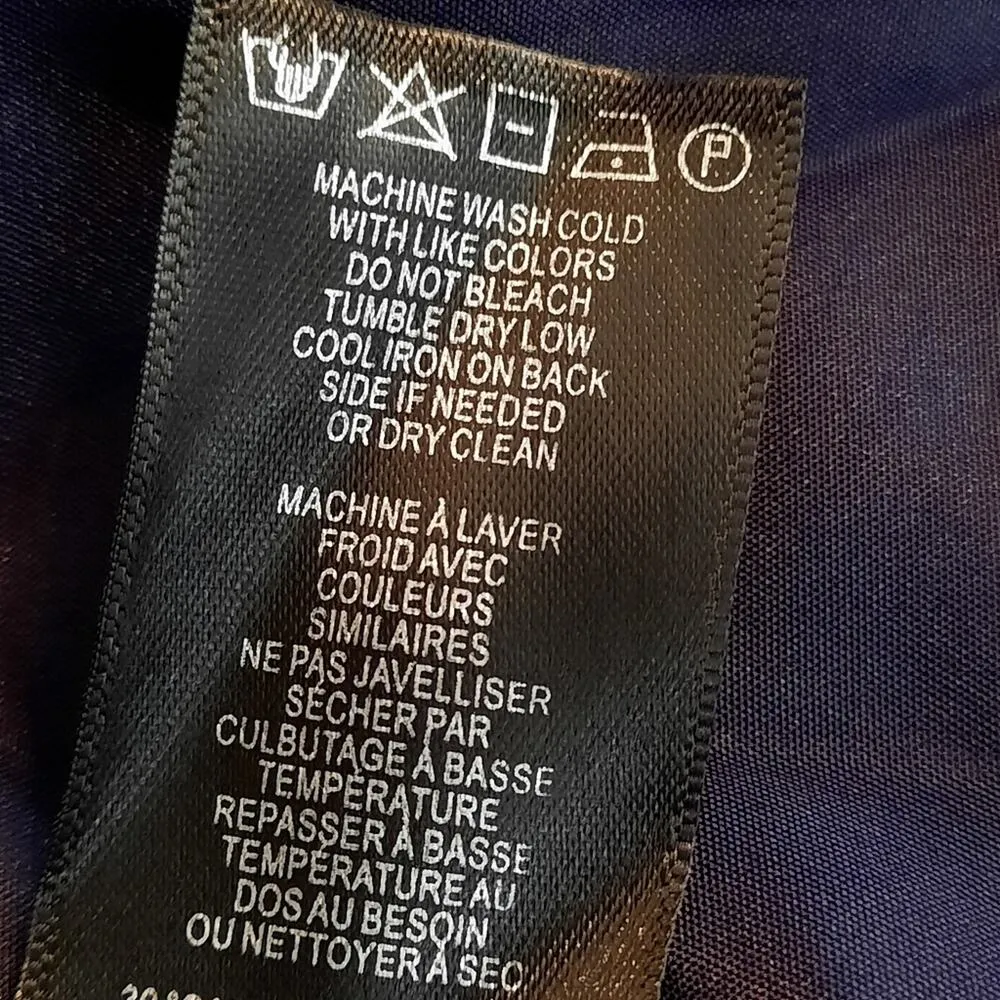 P
MACHINE WASH COLD
WITH LIKE COLORS
DO NOT BLEACH
TUMBLE DRY LOW
COOL IRON ON BACK
SIDE IF NEEDED
OR DRY CLEAN
MACHINE À LAVER
FROID AVEC
COULEURS
SIMILAIRES
NE PAS JAVELLISER
SÉCHER PAR
CULBUTAGE À BASSE
TEMPÉRATURE
REPASSER À BASSE
TEMPÉRATURE AU
DOS AU BESOIN
OU NETTOYER À SEC